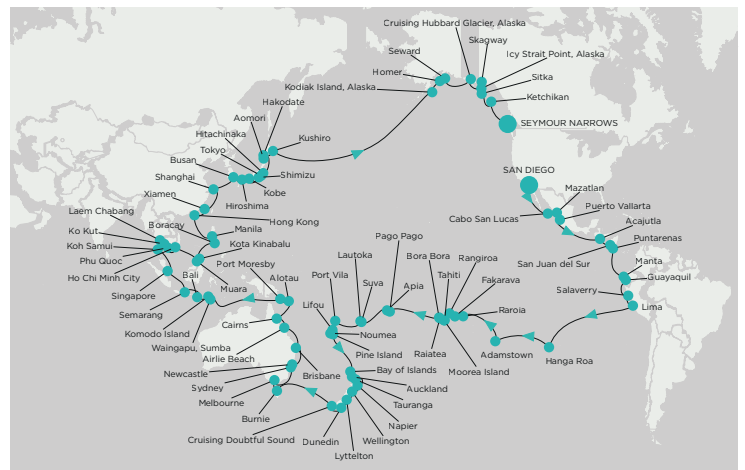 Cruising Hubbard Glacier, Alaska
Skagway
Seward
Icy Strait Point, Alaska
Homer
Sitka
Kodiak Island, Alaska
Ketchikan
Hakodate
Aomori
SEYMOUR NARROWS
Hitachinaka
Kushiro
Tokyo
Busan
SAN DIEGO
Shanghai
Shimizu
Kobe
Mazatlan
Xiamen
Hiroshima
Puerto Vallarta
Laem Chabang
Cabo San Lucas
Hong Kong
Acajutla
Boracay
Ko Kut
Manila
Pago Pago
Puntarenas
Koh Samui
Kota Kinabalu
Lautoka
Bora Bora
Rangiroa
Phu Quoc
Port Moresby
Tahiti
San Juan del Sur
Manta
Ho Chi Minh City
Bali
Alotau
Port Vila
Suva
Apia
Fakarava
Guayaquil
Singapore
Muara
Salaverry
Lifou
Raroia
Lima
Semarang
Cairns
Noumea
Komodo Island
Waingapu, Sumba
Pine Island
Raiatea
Adamstown
Airlie Beach
Moorea Island
Hanga Roa
Newcastle
Brisbane
Bay of Islands
Sydney
Auckland
Melbourne
Tauranga
Burnie
Napier
Cruising Doubtful Sound
Dunedin
Wellington
Lyttelton